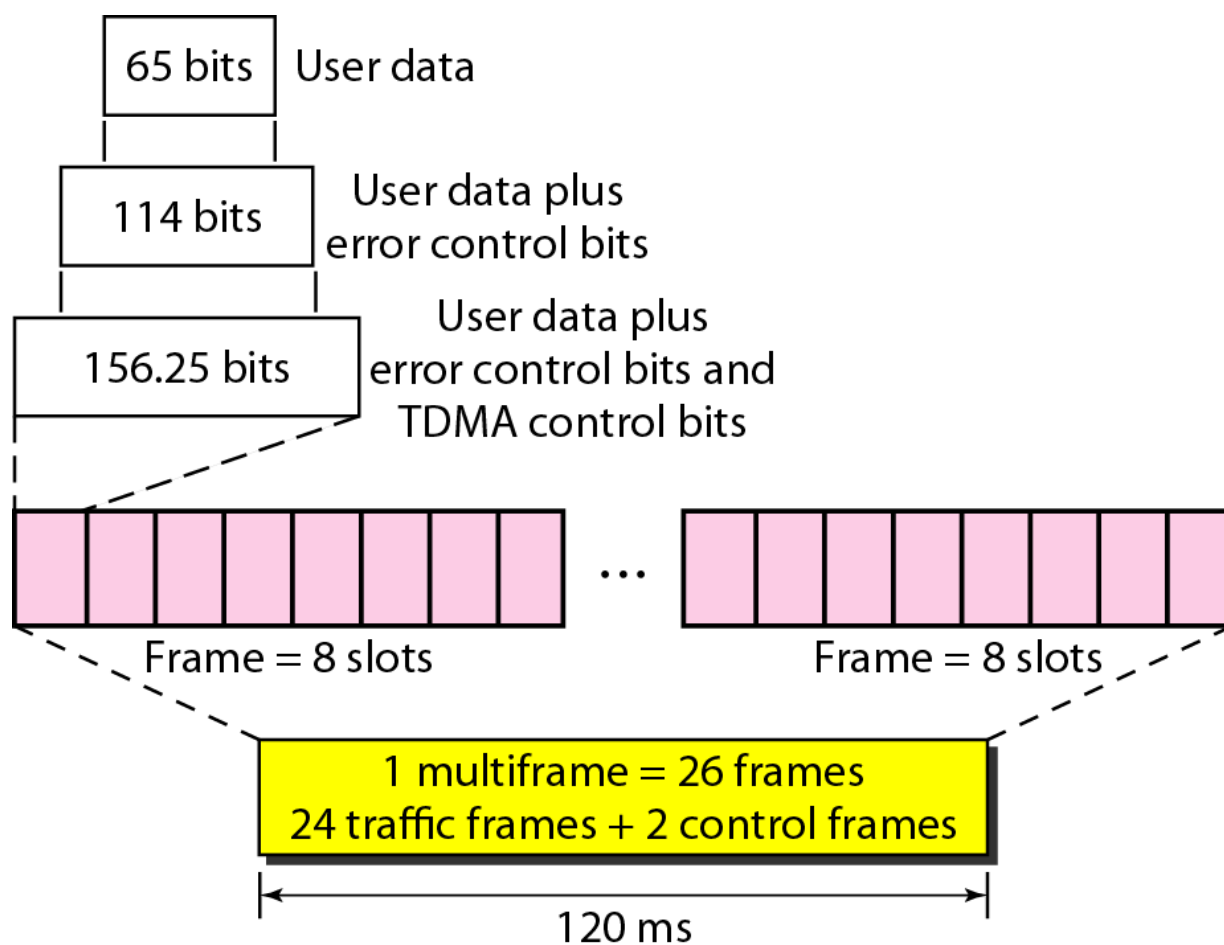 65 bits
User data
114 bits
User data plus
error control bits
156.25 bits
User data plus
error control bits and
TDMA control bits
...
Frame = 8 slots
Frame = 8 slots
1 multiframe = 26 frames
24 traffic frames + 2 control frames
120 ms